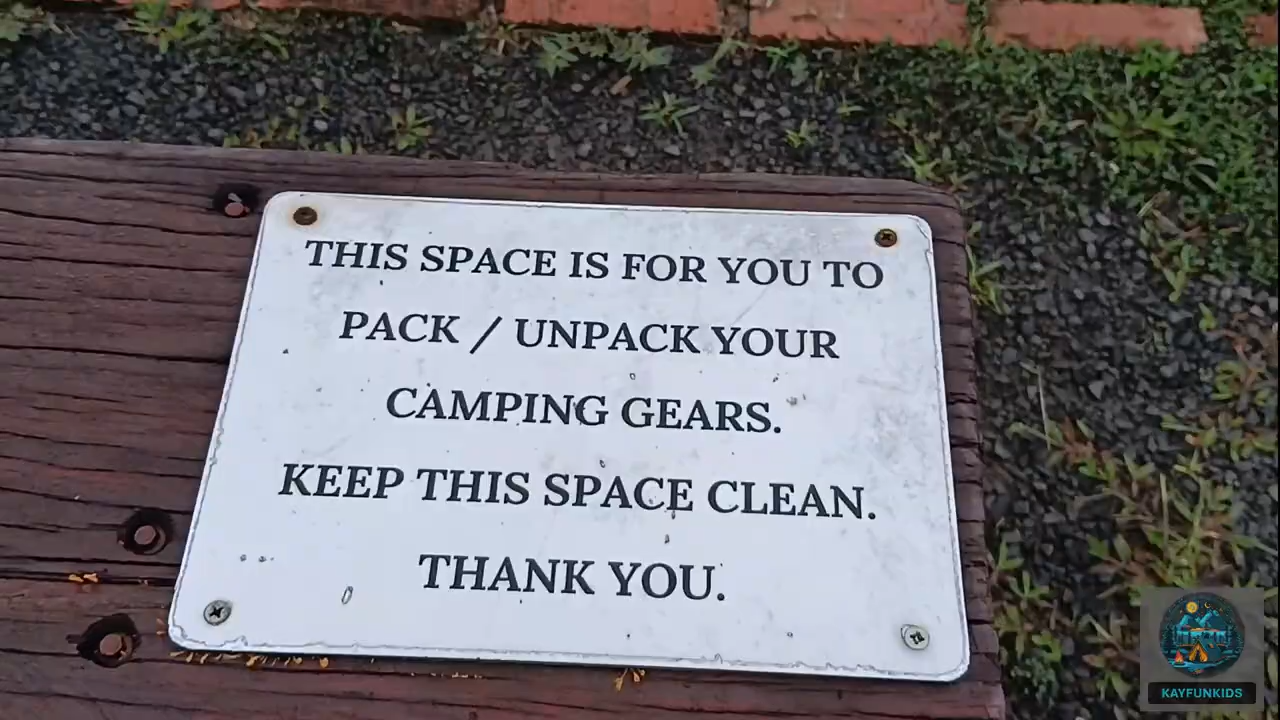 THIS SPACE IS FOR YOU TO
PACK / UNPACK YOUR
CAMPING GEARS.
KEEP THIS SPACE CLEAN.
THANK YOU.
KAYFUNKIDS